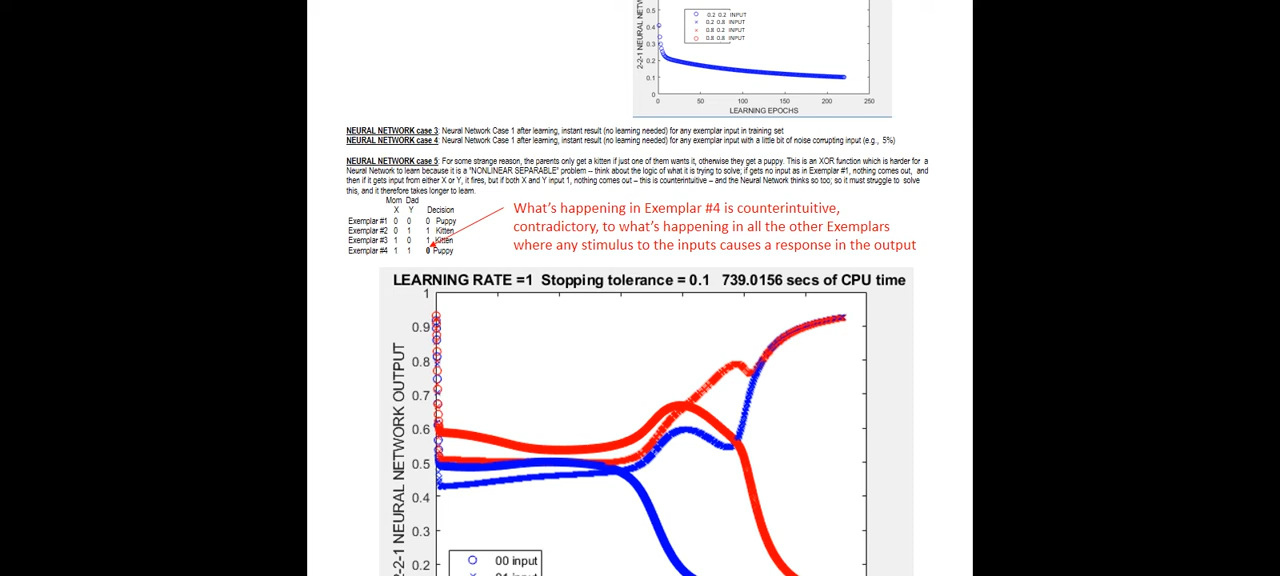 0.5
0.4
0.3
0.2
0.1
0
0.2 0.2 INPUT
0.2 0.8 INPUT
0.8 0.2 INPUT
0.8 0.8 INPUT
2-2-1 NEURAL NETW
0 50 100 150 200 250
LEARNING EPOCHS
NEURAL NETWORK case 3: Neural Network Case 1 after learning, instant result (no learning needed) for any exemplar input in training set
NEURAL NETWORK case 4: Neural Network Case 1 after learning, instant result (no learning needed) for any exemplar input with a little bit of noise corrupting input (e.g., 5%)
NEURAL NETWORK case 5: For some strange reason, the parents only get a kitten if just one of them wants it, otherwise they get a puppy. This is an XOR function which is harder for a
Neural Network to learn because it is a "NONLINEAR SEPARABLE" problem – think about the logic of what it is trying to solve; if gets no input as in Exemplar #1, nothing comes out, and
then if it gets input from either X or Y, it fires, but if both X and Y input 1, nothing comes out – this is counterintuitive – and the Neural Network thinks so too; so it must struggle to solve
this, and it therefore takes longer to learn.
Mom Dad
X Y Decision
Exemplar #1 0 0 0 Puppy
Exemplar #2 0 1 1 Kitten
Exemplar #3 1 0 1 Kitten
Exemplar #4 1 1 0 Puppy
What's happening in Exemplar #4 is counterintuitive,
contradictory, to what's happening in all the other Exemplars
where any stimulus to the inputs causes a response in the output
LEARNING RATE =1 Stopping tolerance = 0.1 739.0156 secs of CPU time
1
0.9
0.8
0.7
0.6
0.5
0.4
0.3
0.2
2-2-1 NEURAL NETWORK OUTPUT
00 input